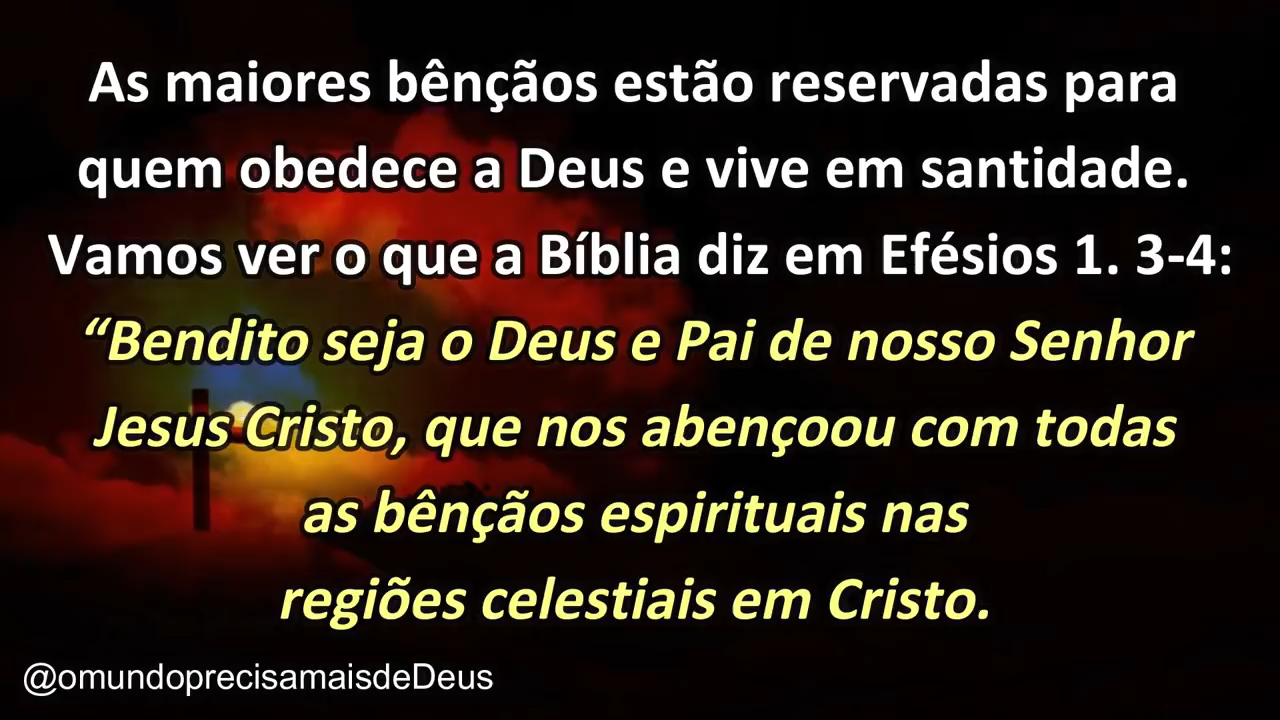 As maiores bênçãos estão reservadas para
quem obedece a Deus e vive em santidade.
Vamos ver o que a Bíblia diz em Efésios 1. 3-4:
“Bendito seja o Deus e Pai de nosso Senhor
Jesus Cristo, que nos abençoou com todas
as bênçãos espirituais nas
regiões celestiais em Cristo.
@omundoprecisamaisdeDeus